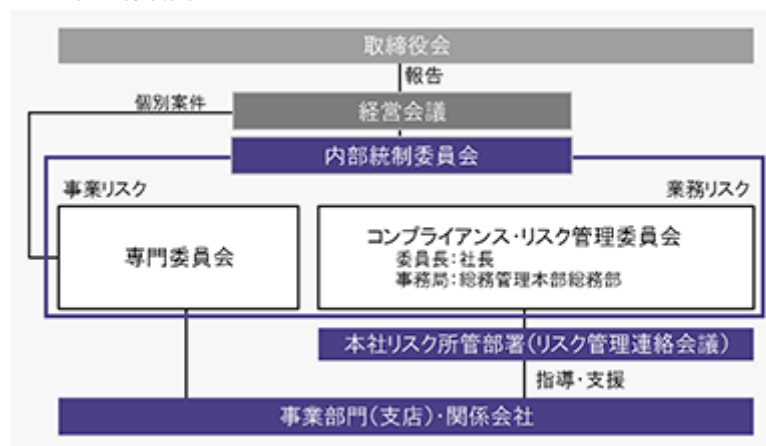 取締役会
報告
個別案件
経営会議
内部統制委員会
事業リスク
業務リスク
専門委員会
コンプライアンス・リスク管理委員会
委員長：社長
事務局：総務管理本部総務部
本社リスク所管部署（リスク管理連絡会議）
指導・支援
事業部門（支店）・関係会社